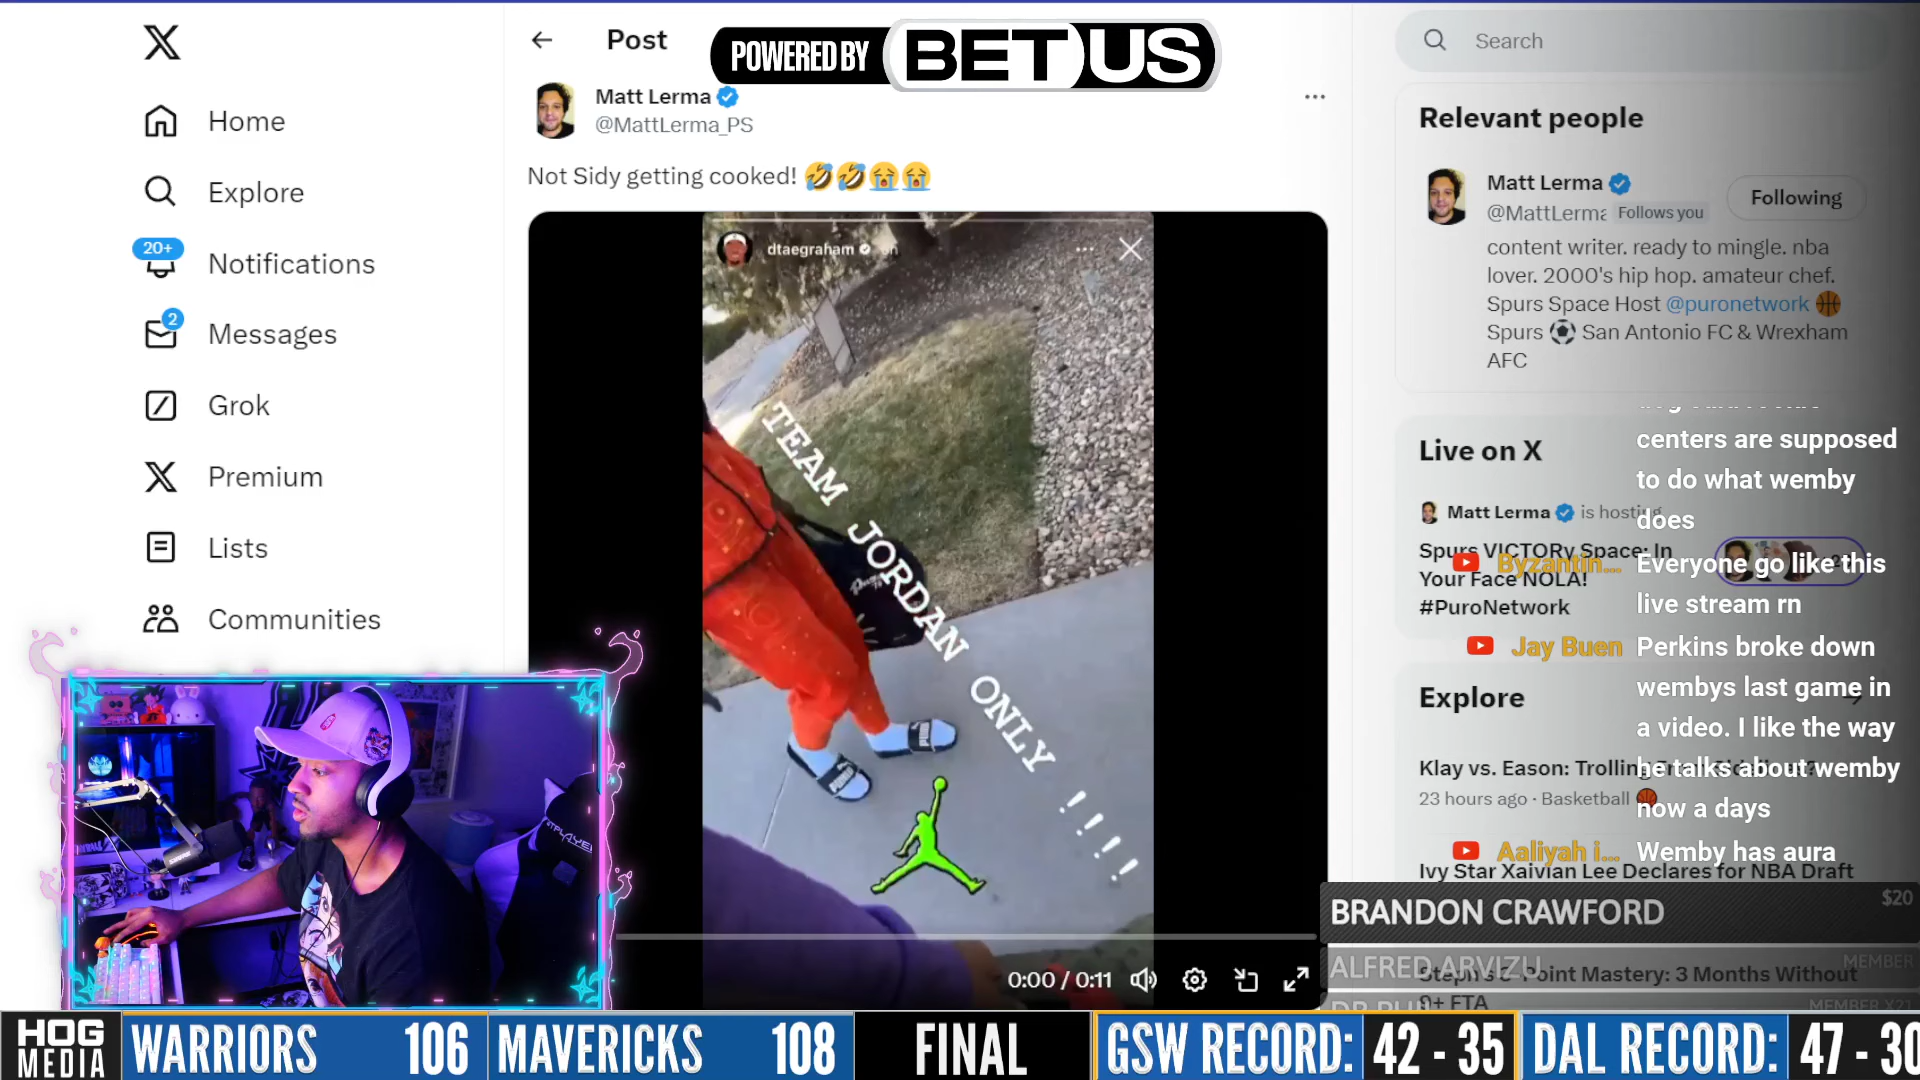 POWERED BY BETUS
Home
Explore
20+
Notifications
2
Messages
Grok
Premium
Lists
Communities
Post
Matt Lerma
@MattLerma_PS
Not Sidy getting cooked! 🤣🤣😭😭
dtaegraham
TEAM JORDAN ONLY !!!!
0:00 / 0:11
Search
Relevant people
Matt Lerma
Following
@MattLerma
Follows you
content writer. ready to mingle. nba
lover. 2000's hip hop. amateur chef.
Spurs Space Host @puronetwork 🏀
Spurs ⚽ San Antonio FC & Wrexham
AFC
Live on X
Matt Lerma is hosting
Spurs VICTORy Space: In
Your Face NOLA!
#PuroNetwork
Explore
Klay vs. Eason: Trolling
23 hours ago · Basketball 🏀
Ivy Star Xaivian Lee Declares for NBA Draft
3-Point Mastery: 3 Months Without
centers are supposed
to do what wemby
does
Byzantin... Everyone go like this
live stream rn
Jay Buen Perkins broke down
wembys last game in
a video. I like the way
he talks about wemby
now a days
Aaliyah i... Wemby has aura
BRANDON CRAWFORD $20
ALFRED ARVIZU MEMBER
MEMBER X21
HOG
MEDIA
WARRIORS 106
MAVERICKS 108
FINAL
GSW RECORD: 42 - 35
DAL RECORD: 47 - 30